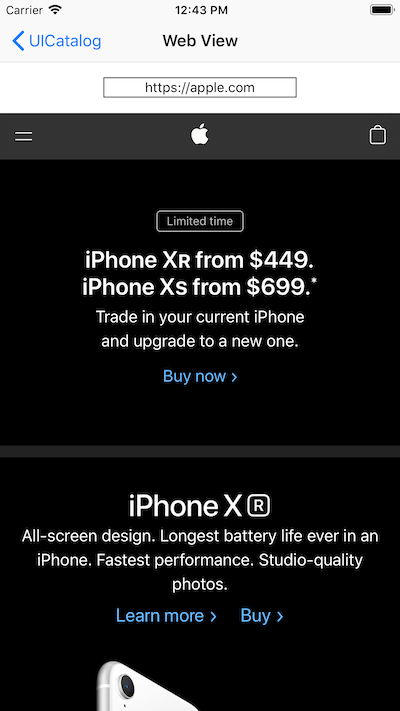 Carrier 12:43 PM
UICatalog Web View
https://apple.com
Limited time
iPhone XR from $449.
iPhone XS from $699.*
Trade in your current iPhone
and upgrade to a new one.
Buy now >
iPhone X R
All-screen design. Longest battery life ever in an
iPhone. Fastest performance. Studio-quality
photos.
Learn more > Buy >